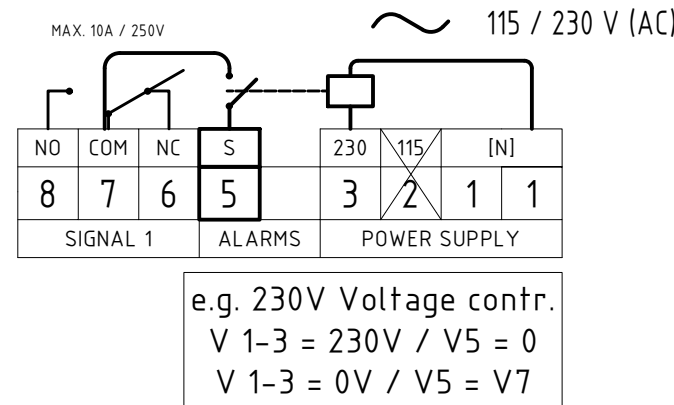 115 / 230 V (AC)
MAX. 10A / 250V
NO COM NC S 230 115 [N]
8 7 6 5 3 2 1 1
SIGNAL 1 ALARMS POWER SUPPLY
e.g. 230V Voltage contr.
V 1-3 = 230V / V5 = 0
V 1-3 = 0V / V5 = V7